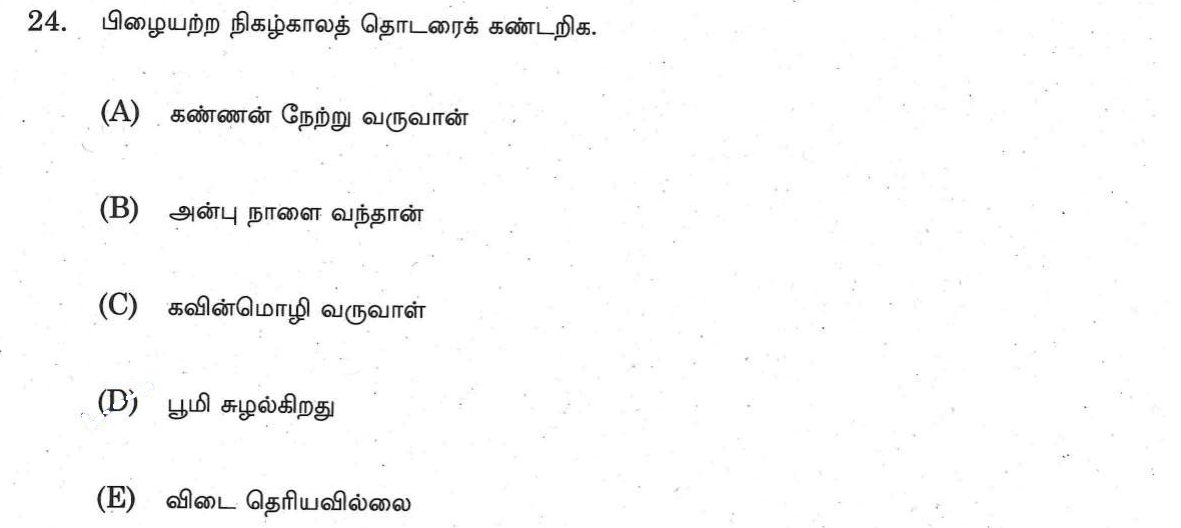 24. பிழையற்ற நிகழ்காலத் தொடரைக் கண்டறிக.
(A) கண்ணன் நேற்று வருவான்
(B) அன்பு நாளை வந்தான்
(C) கவின்மொழி வருவாள்
(D) பூமி சுழல்கிறது
(E) விடை தெரியவில்லை